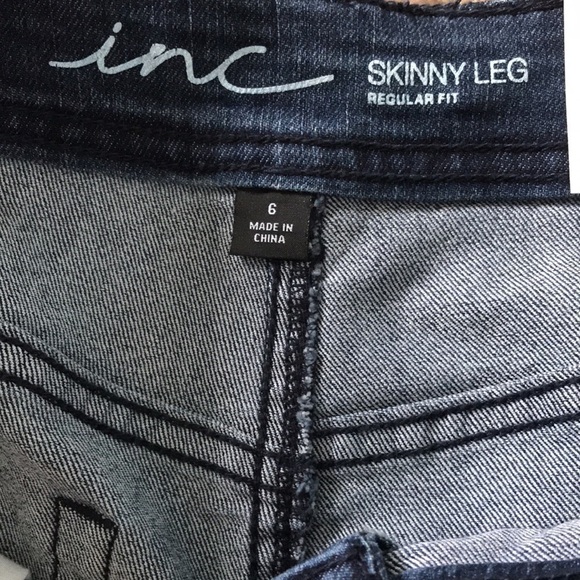 inc
SKINNY LEG
REGULAR FIT
6
MADE IN
CHINA